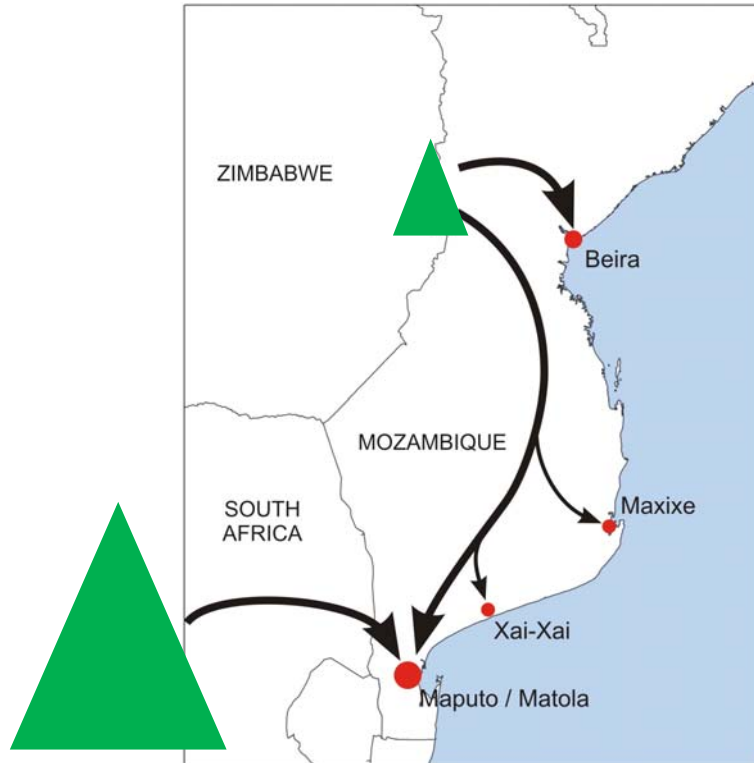 ZIMBABWE
Beira
MOZAMBIQUE
SOUTH
AFRICA
Maxixe
Xai-Xai
Maputo / Matola